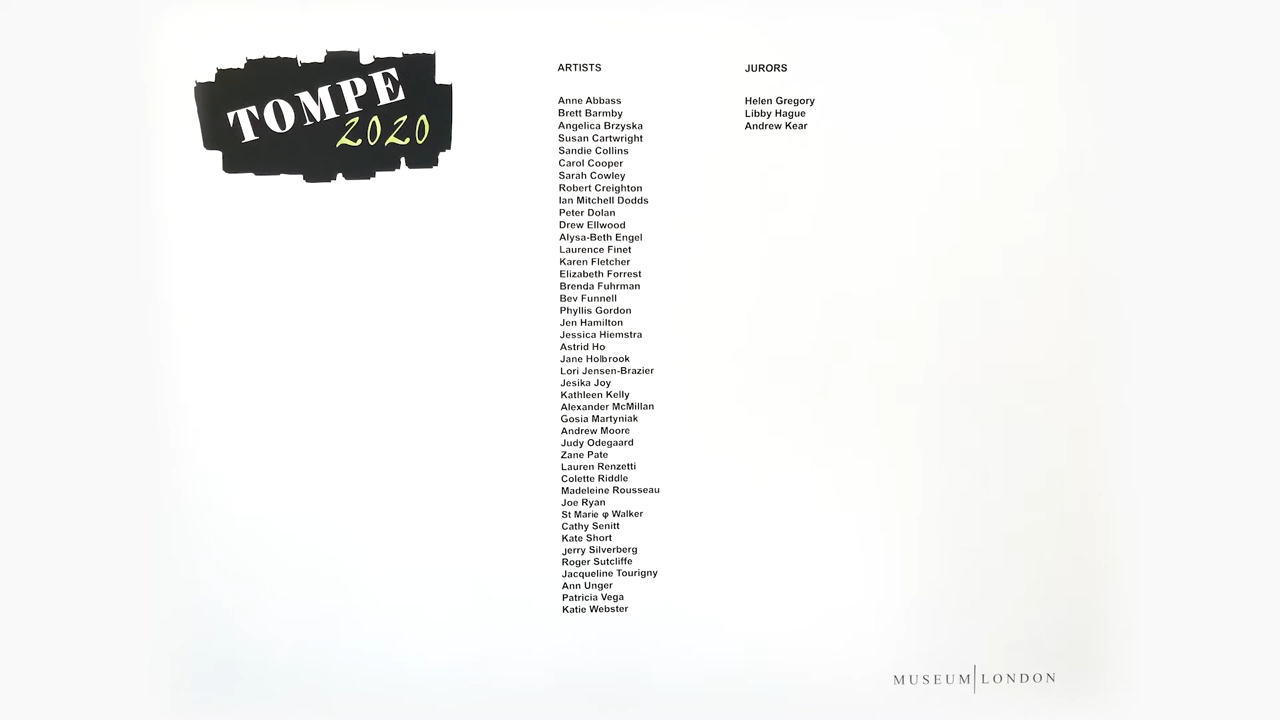 TOMPE
2020
ARTISTS
Anne Abbass
Brett Barmby
Angelica Brzyska
Susan Cartwright
Sandie Collins
Carol Cooper
Sarah Cowley
Robert Creighton
Ian Mitchell Dodds
Peter Dolan
Drew Ellwood
Alysa-Beth Engel
Laurence Finet
Karen Fletcher
Elizabeth Forrest
Brenda Fuhrman
Bev Funnell
Phyllis Gordon
Jen Hamilton
Jessica Hiemstra
Astrid Ho
Jane Holbrook
Lori Jensen-Brazier
Jesika Joy
Kathleen Kelly
Alexander McMillan
Gosia Martyniak
Andrew Moore
Judy Odegaard
Zane Pate
Lauren Renzetti
Colette Riddle
Madeleine Rousseau
Joe Ryan
St Marie φ Walker
Cathy Senitt
Kate Short
Jerry Silverberg
Roger Sutcliffe
Jacqueline Tourigny
Ann Unger
Patricia Vega
Katie Webster
JURORS
Helen Gregory
Libby Hague
Andrew Kear
MUSEUM LONDON